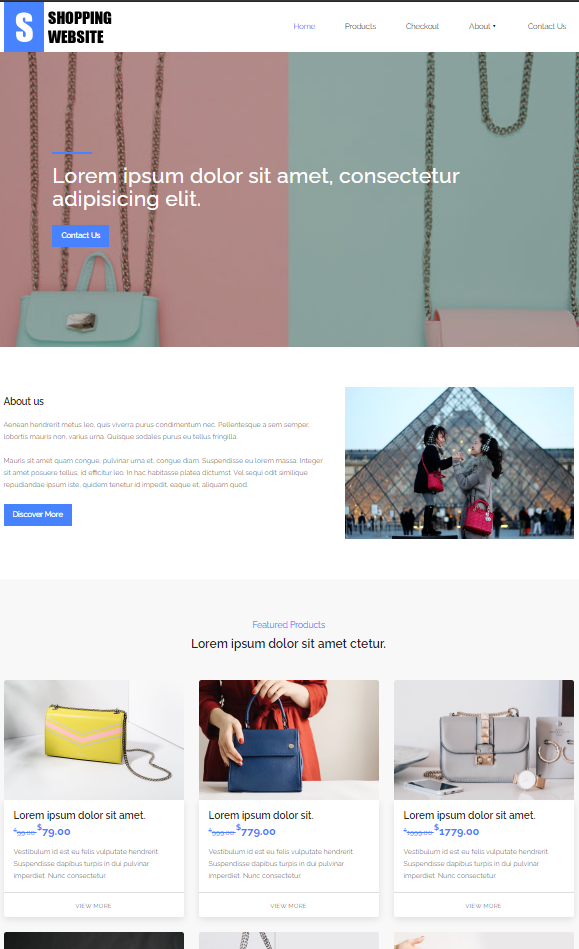 S
SHOPPING
WEBSITE
Home
Products
Checkout
About
Contact Us
Lorem ipsum dolor sit amet, consectetur
adipisicing elit.
Contact Us
About us
Aenean hendrerit metus leo, quis viverra purus condimentum nec. Pellentesque a sem semper,
lobortis mauris non, varius urna. Quisque sodales purus eu tellus fringilla.
Mauris sit amet quam congue, pulvinar urna et, congue diam. Suspendisse eu lorem massa. Integer
sit amet posuere tellus, id efficitur leo. In hac habitasse platea dictumst. Vel sequi odit similique
repudiandae ipsum iste, quidem tenetur id impedit, eaque et, aliquam quod.
Discover More
Featured Products
Lorem ipsum dolor sit amet ctetur.
Lorem ipsum dolor sit amet.
$99.00 $79.00
Vestibulum id est eu felis vulputate hendrerit.
Suspendisse dapibus turpis in dui pulvinar
imperdiet. Nunc consectetur.
VIEW MORE
Lorem ipsum dolor sit.
$999.00 $779.00
Vestibulum id est eu felis vulputate hendrerit.
Suspendisse dapibus turpis in dui pulvinar
imperdiet. Nunc consectetur.
VIEW MORE
Lorem ipsum dolor sit amet.
$1999.00 $1779.00
Vestibulum id est eu felis vulputate hendrerit.
Suspendisse dapibus turpis in dui pulvinar
imperdiet. Nunc consectetur.
VIEW MORE